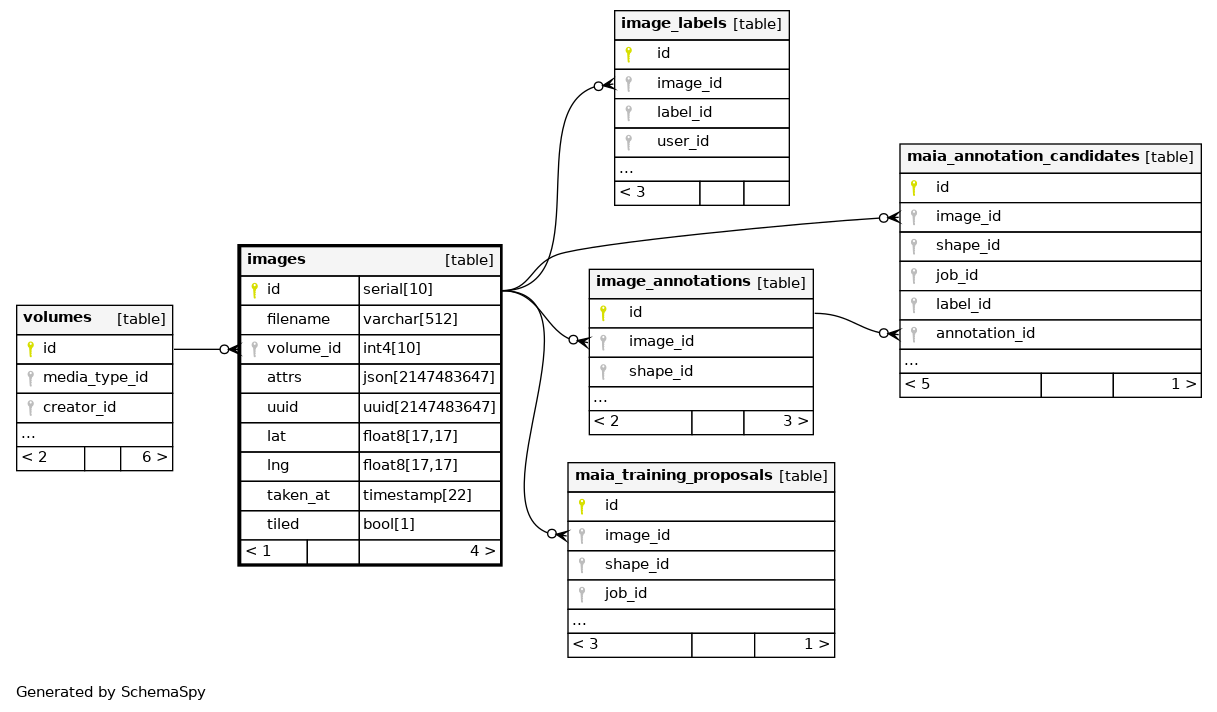 image_labels [table]
id
image_id
label_id
user_id
...
< 3
maia_annotation_candidates [table]
id
image_id
shape_id
job_id
label_id
annotation_id
...
< 5 1 >
images [table]
id serial[10]
filename varchar[512]
volume_id int4[10]
attrs json[2147483647]
uuid uuid[2147483647]
lat float8[17,17]
lng float8[17,17]
taken_at timestamp[22]
tiled bool[1]
< 1 4 >
image_annotations [table]
id
image_id
shape_id
...
< 2 3 >
volumes [table]
id
media_type_id
creator_id
...
< 2 6 >
maia_training_proposals [table]
id
image_id
shape_id
job_id
...
< 3 1 >
Generated by SchemaSpy